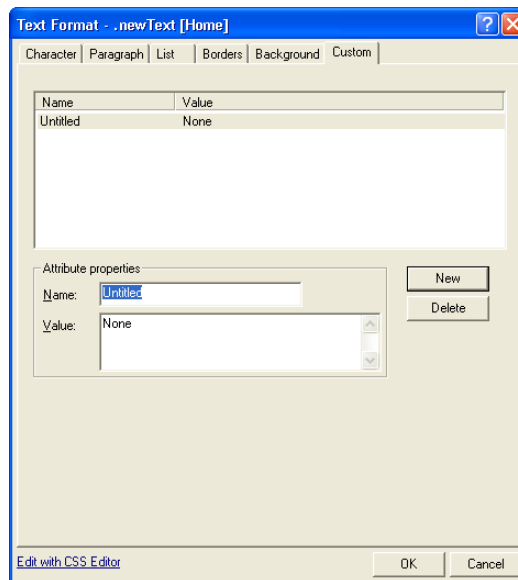 Text Format - .newText [Home]
Character Paragraph List Borders Background Custom
Name Value
Untitled None
Attribute properties
Name: Untitled
Value: None
New
Delete
Edit with CSS Editor
OK Cancel